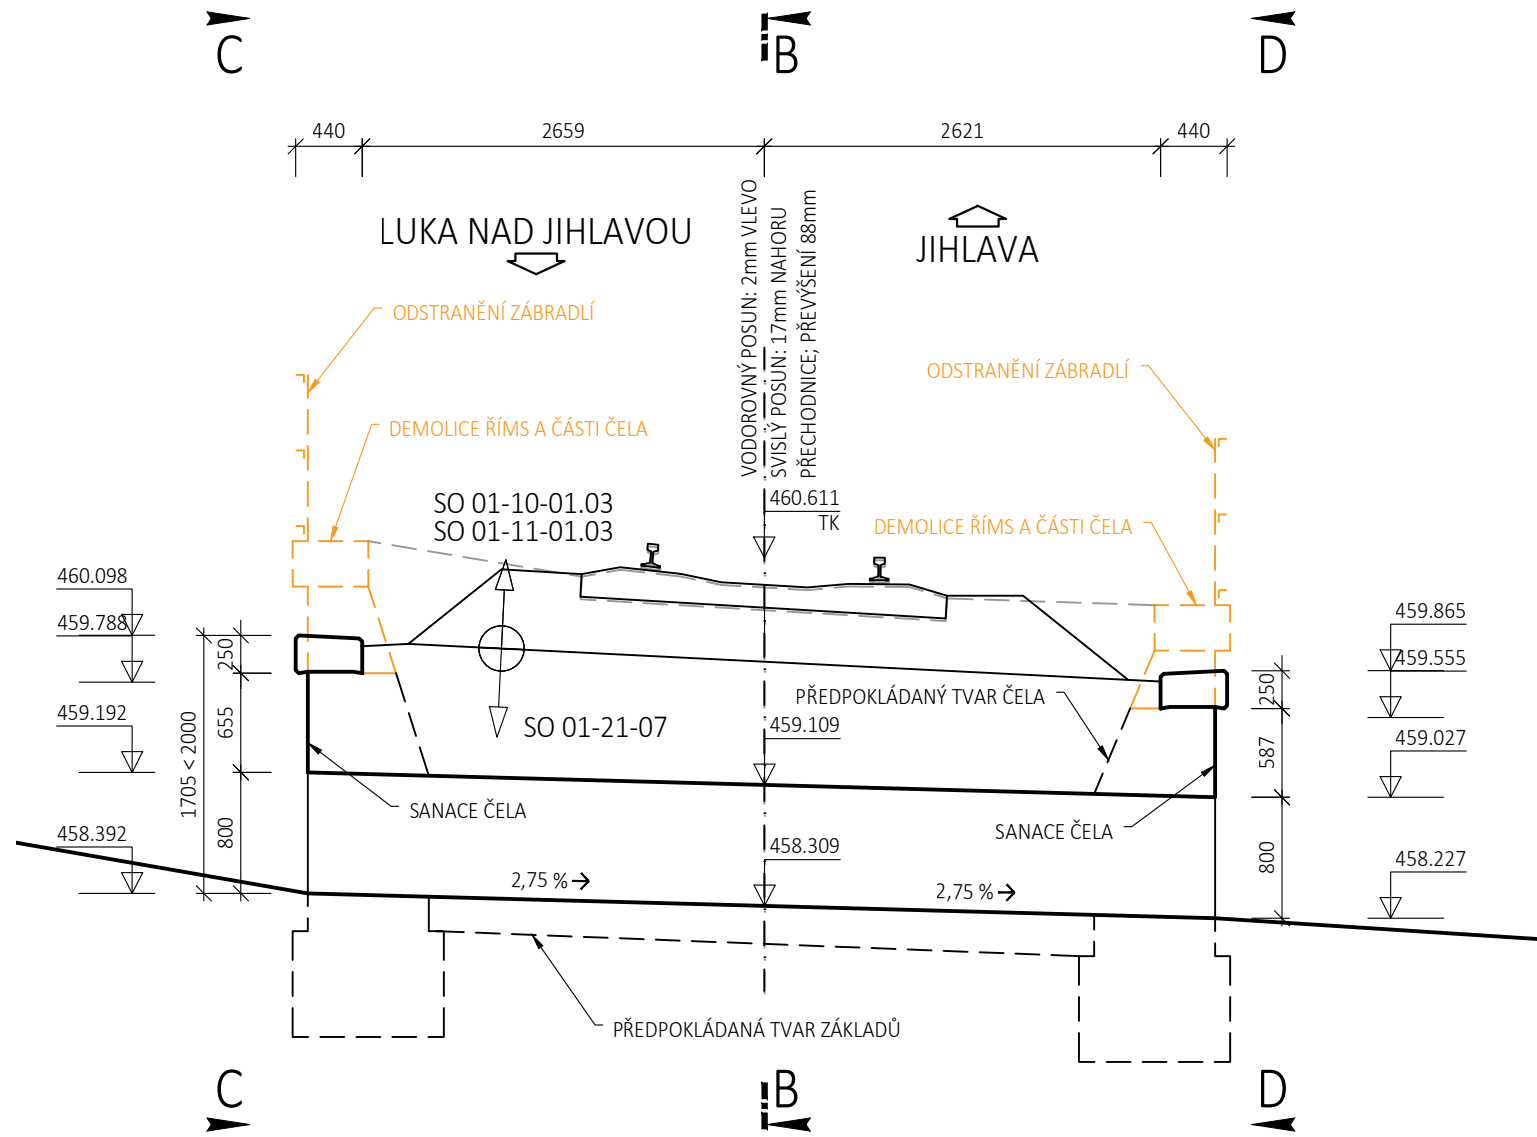 C
B
D
440
2659
2621
440
LUKA NAD JIHLAVOU
JIHLAVA
VODOROVNÝ POSUN: 2mm VLEVO
SVISLÝ POSUN: 17mm NAHORU
PŘECHODNICE; PŘEVÝŠENÍ 88mm
ODSTRANĚNÍ ZÁBRADLÍ
ODSTRANĚNÍ ZÁBRADLÍ
DEMOLICE ŘÍMS A ČÁSTI ČELA
SO 01-10-01.03
SO 01-11-01.03
460.611
TK
DEMOLICE ŘÍMS A ČÁSTI ČELA
460.098
459.788
459.192
458.392
1705 < 2000
250
655
800
459.865
459.555
459.027
458.227
250
587
800
PŘEDPOKLÁDANÝ TVAR ČELA
SO 01-21-07
459.109
SANACE ČELA
SANACE ČELA
458.309
2,75 %
2,75 %
PŘEDPOKLÁDANÁ TVAR ZÁKLADŮ
C
B
D